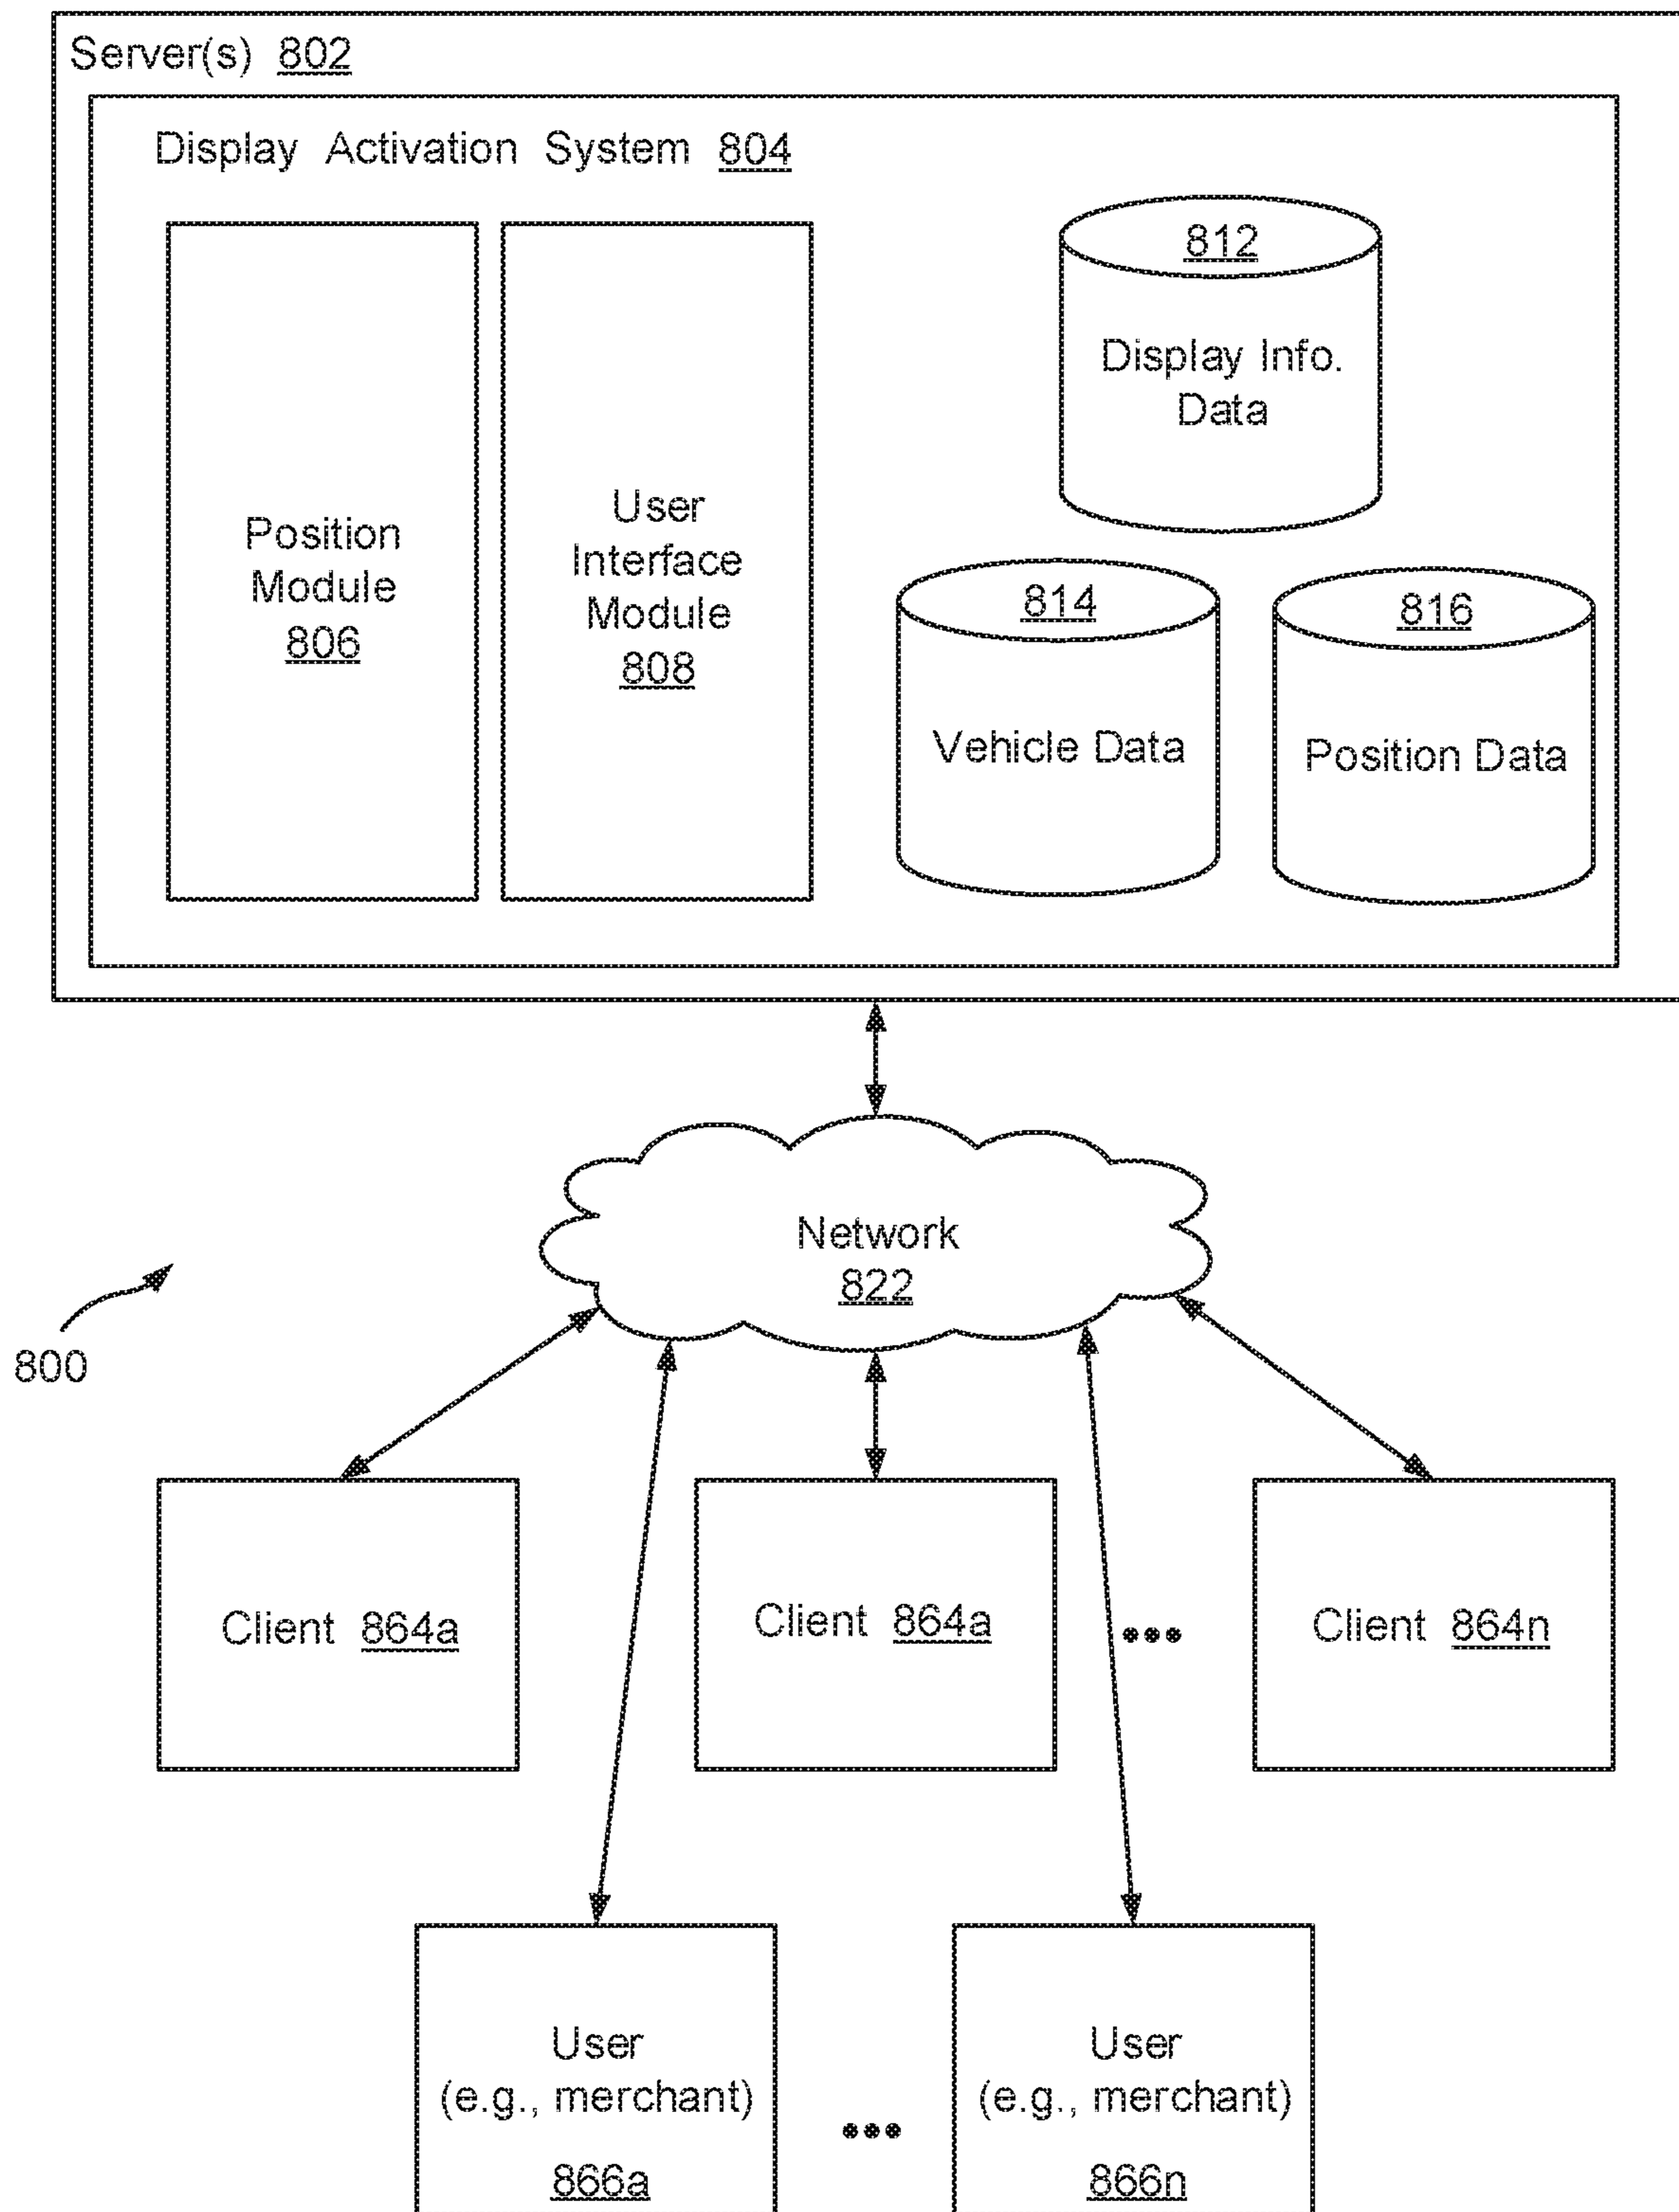 Server(s) 802
Display Activation System 804
Position
Module
806
User
Interface
Module
808
812
Display Info.
Data
814
Vehicle Data
816
Position Data
Network
822
800
Client 864a
Client 864a
Client 864n
User
(e.g., merchant)
866a
User
(e.g., merchant)
866n